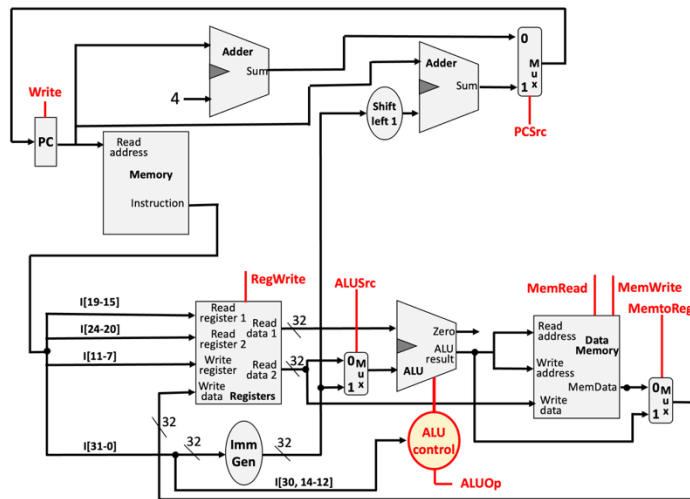 Adder
Sum
4
Adder
Sum
Shift
left 1
0
M
u
x
1
PCSrc
Write
PC
Read
address
Memory
Instruction
RegWrite
ALUSrc
MemRead
MemWrite
MemtoReg
I[19-15]
I[24-20]
I[11-7]
I[31-0]
Read
register 1
Read
register 2
Write
register
Write
data
Read
data 1
Read
data 2
Registers
32
32
32
32
32
Imm
Gen
0
M
u
x
1
Zero
ALU
result
ALU
ALU
control
ALUOp
I[30, 14-12]
Read
address
Data
Memory
Write
address
MemData
Write
data
0
M
u
x
1